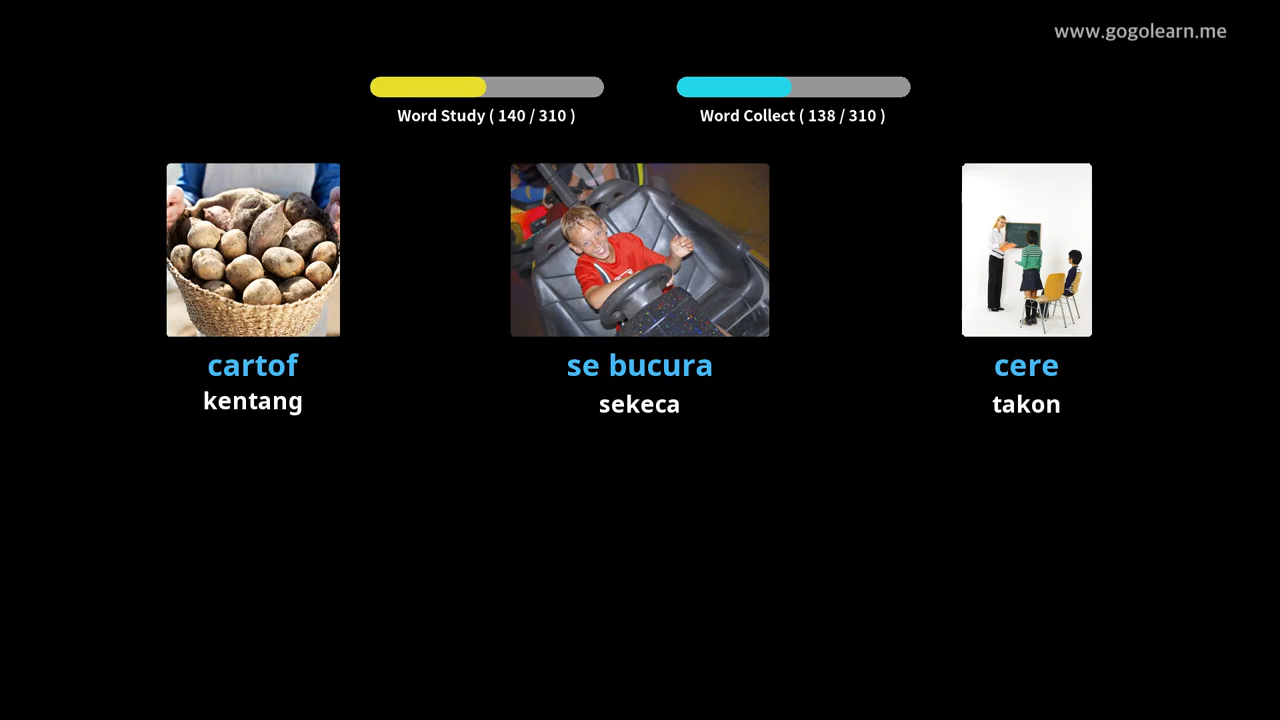 www.gogolearn.me
Word Study ( 140 / 310 )
Word Collect ( 138 / 310 )
cartof
kentang
se bucura
sekeca
cere
takon